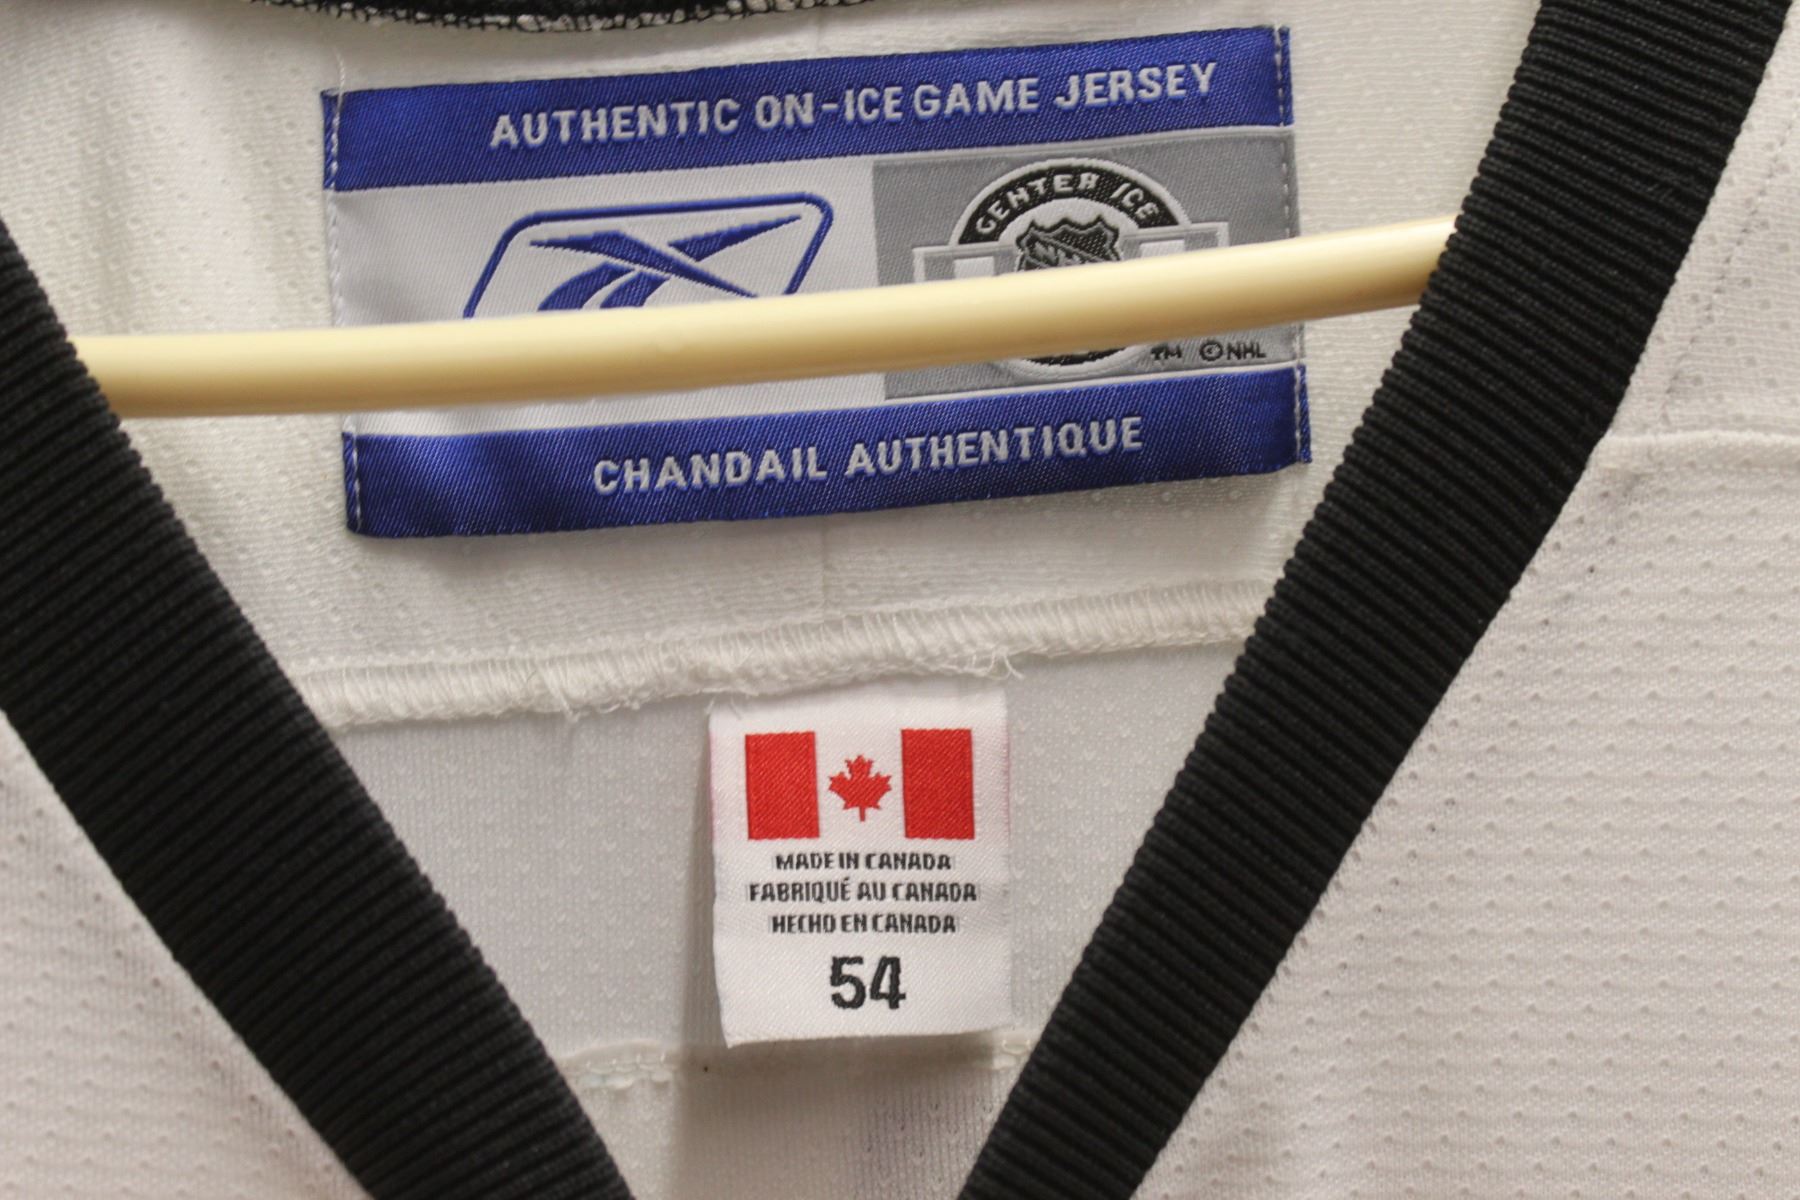 AUTHENTIC ON-ICE GAME JERSEY
CENTER ICE
NHL
™ ©NHL
CHANDAIL AUTHENTIQUE
MADE IN CANADA
FABRIQUÉ AU CANADA
HECHO EN CANADA
54